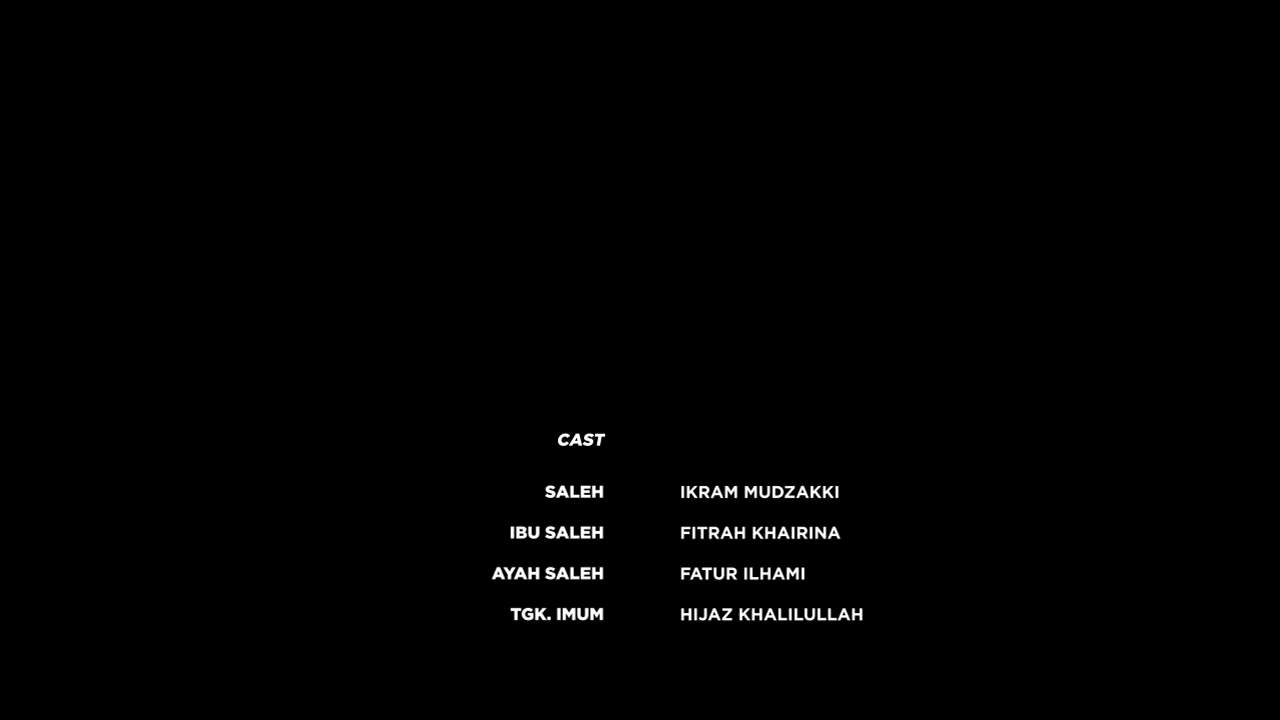 CAST
SALEH IKRAM MUDZAKKI
IBU SALEH FITRAH KHAIRINA
AYAH SALEH FATUR ILHAMI
TGK. IMUM HIJAZ KHALILULLAH